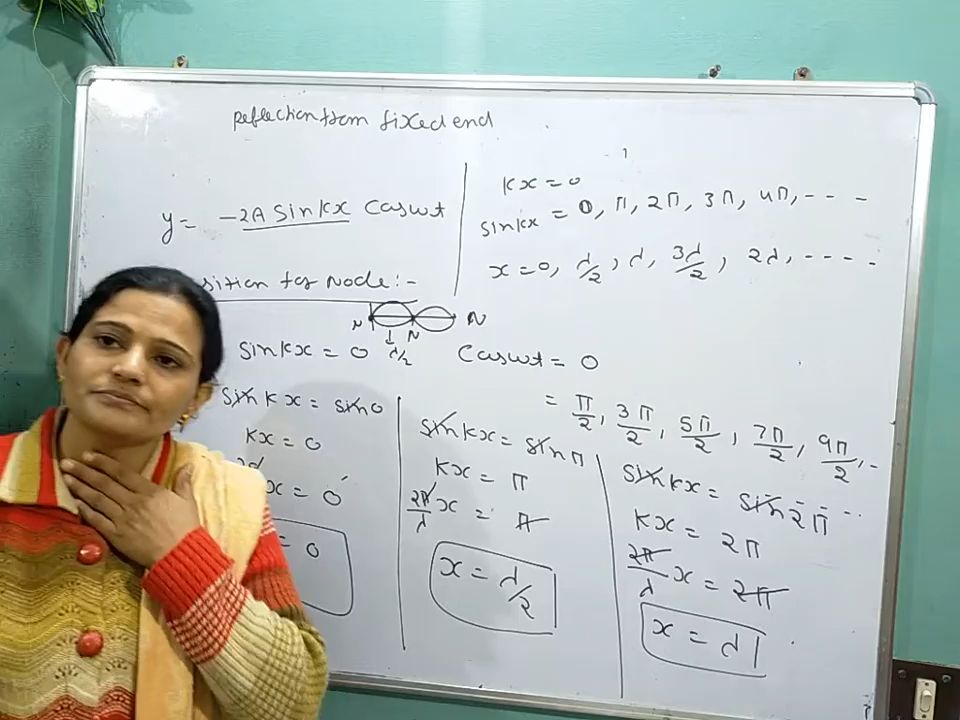 reflection from fixed end
y = -2A sin kx cos wt
sition for Node :-
N N N
λ/2
sin kx = 0 cos wt = 0
= π/2, 3π/2, 5π/2, 7π/2, 9π/2, --
kx = 0
sin kx = 0, π, 2π, 3π, 4π, - - - -
x = 0, λ/2, λ, 3λ/2, 2λ, - - - - -
sin kx = sin 0
kx = 0
x = 0
= 0
sin kx = sin π
kx = π
2π/λ x = π
x = λ/2
sin kx = sin 2π
kx = 2π
2π/λ x = 2π
x = λ